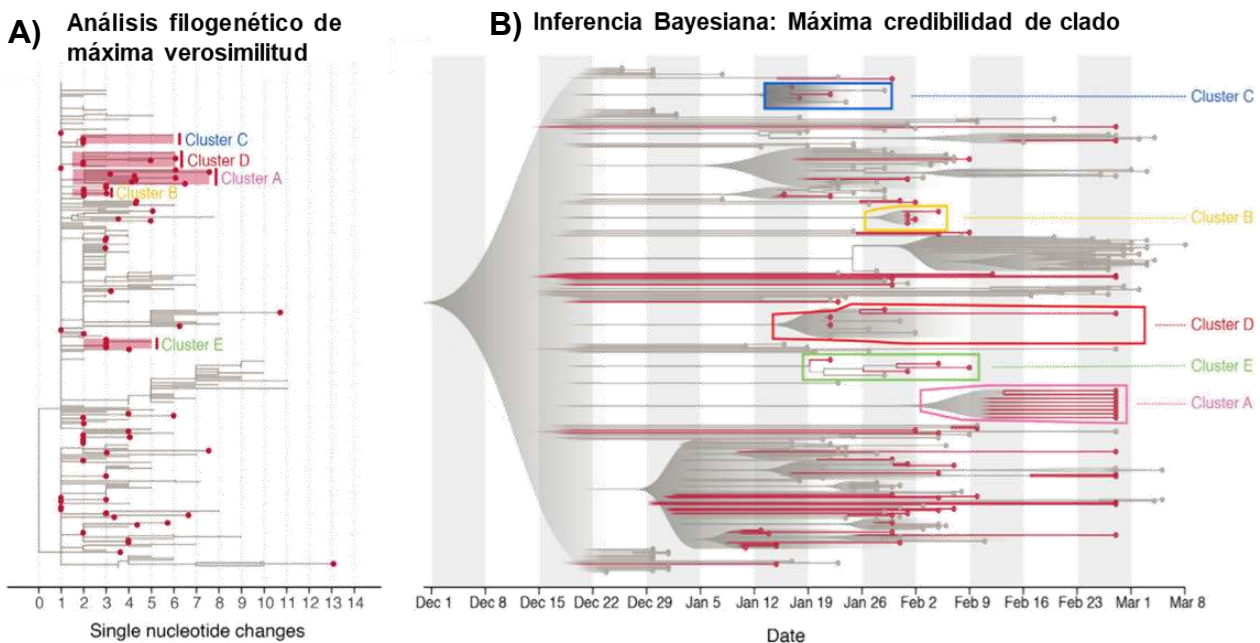 A) Análisis filogenético de
máxima verosimilitud
Cluster C
Cluster D
Cluster A
Cluster B
Cluster E
0 1 2 3 4 5 6 7 8 9 10 11 12 13 14
Single nucleotide changes
B) Inferencia Bayesiana: Máxima credibilidad de clado
Cluster C
Cluster B
Cluster D
Cluster E
Cluster A
Dec 1 Dec 8 Dec 15 Dec 22 Dec 29 Jan 5 Jan 12 Jan 19 Jan 26 Feb 2 Feb 9 Feb 16 Feb 23 Mar 1 Mar 8
Date